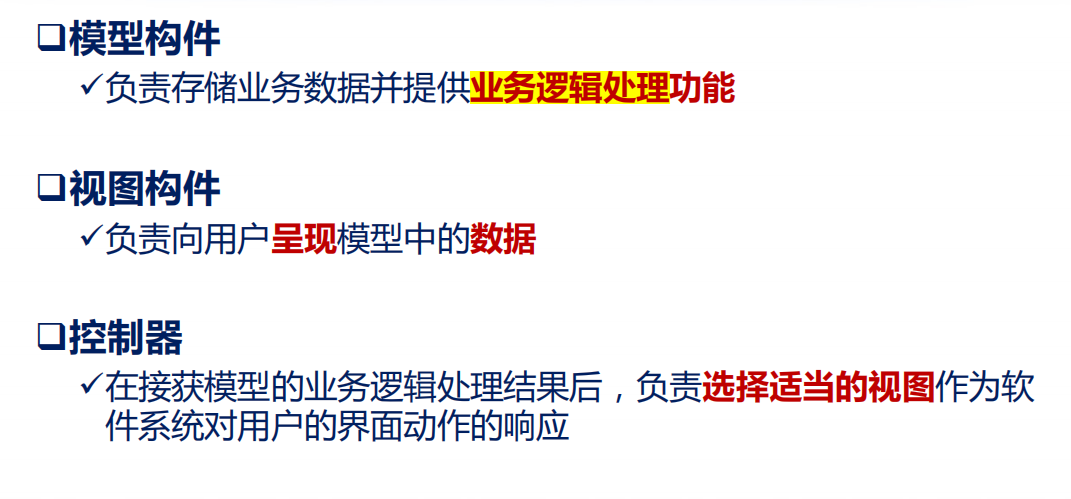 ❑模型构件
✓负责存储业务数据并提供业务逻辑处理功能
❑视图构件
✓负责向用户呈现模型中的数据
❑控制器
✓在接获模型的业务逻辑处理结果后，负责选择适当的视图作为软
件系统对用户的界面动作的响应